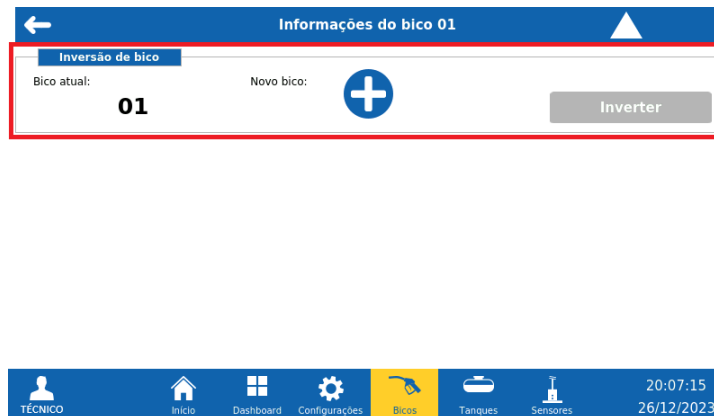 Informações do bico 01
Inversão de bico
Bico atual:
Novo bico:
01
Inverter
TÉCNICO
Início
Dashboard
Configurações
Bicos
Tanques
Sensores
20:07:15
26/12/2023